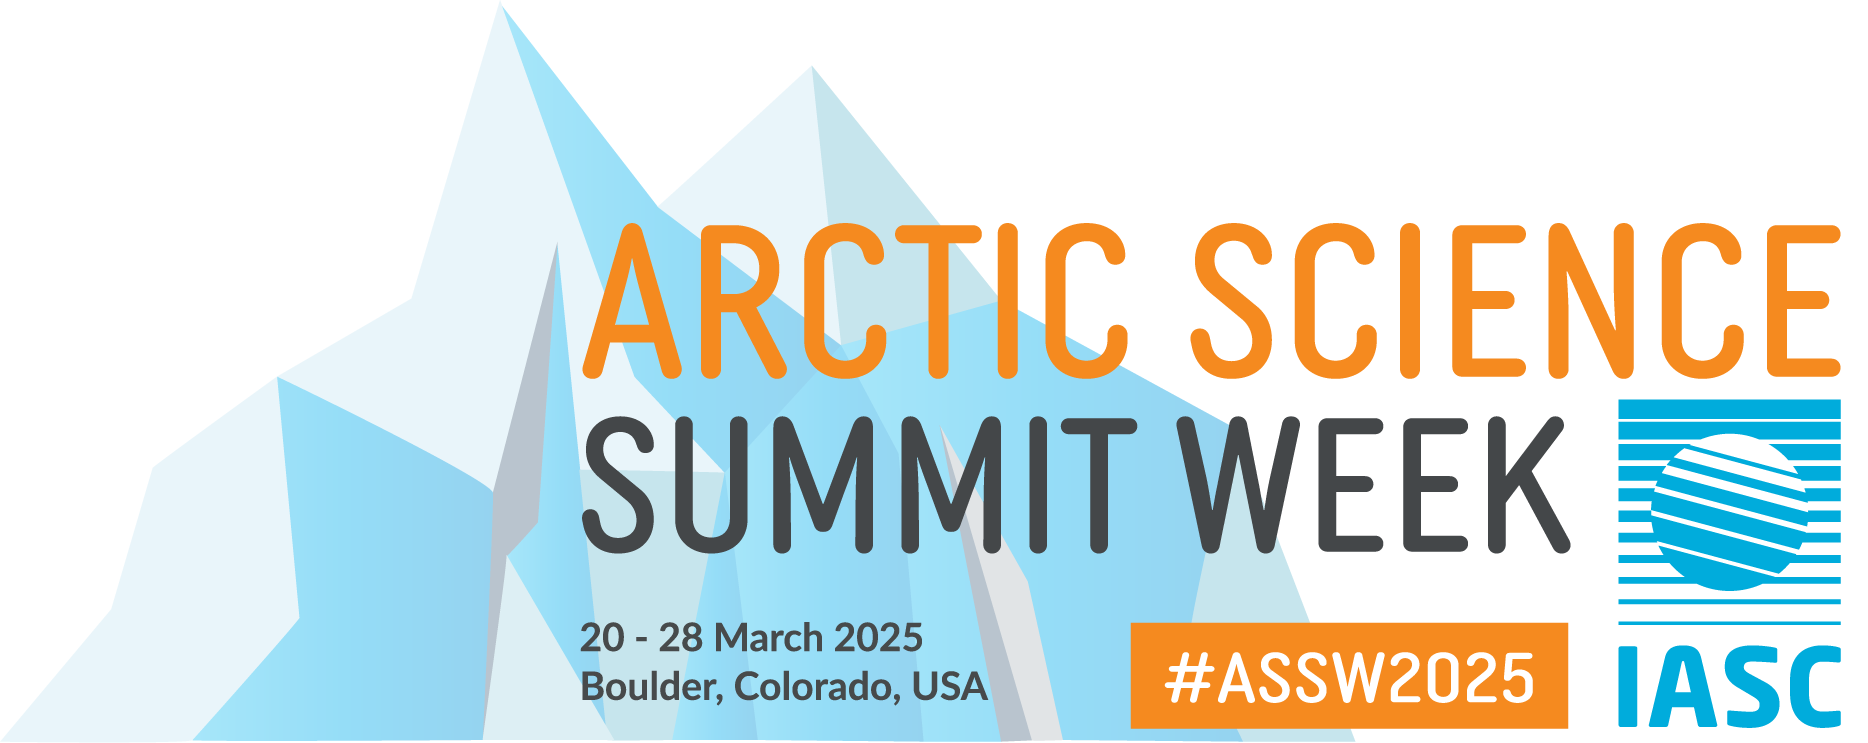 ARCTIC SCIENCE
SUMMIT WEEK
20 - 28 March 2025
Boulder, Colorado, USA
#ASSW2025
IASC